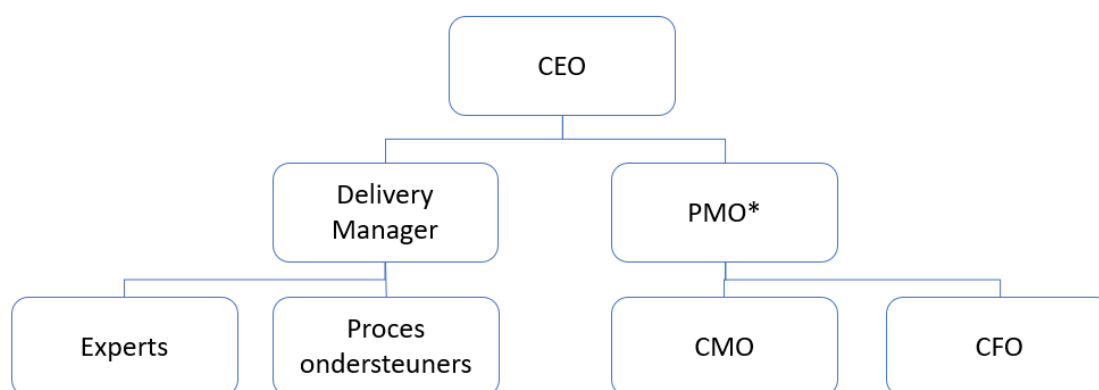 CEO
Delivery
Manager
PMO*
Experts
Proces
ondersteuners
CMO
CFO